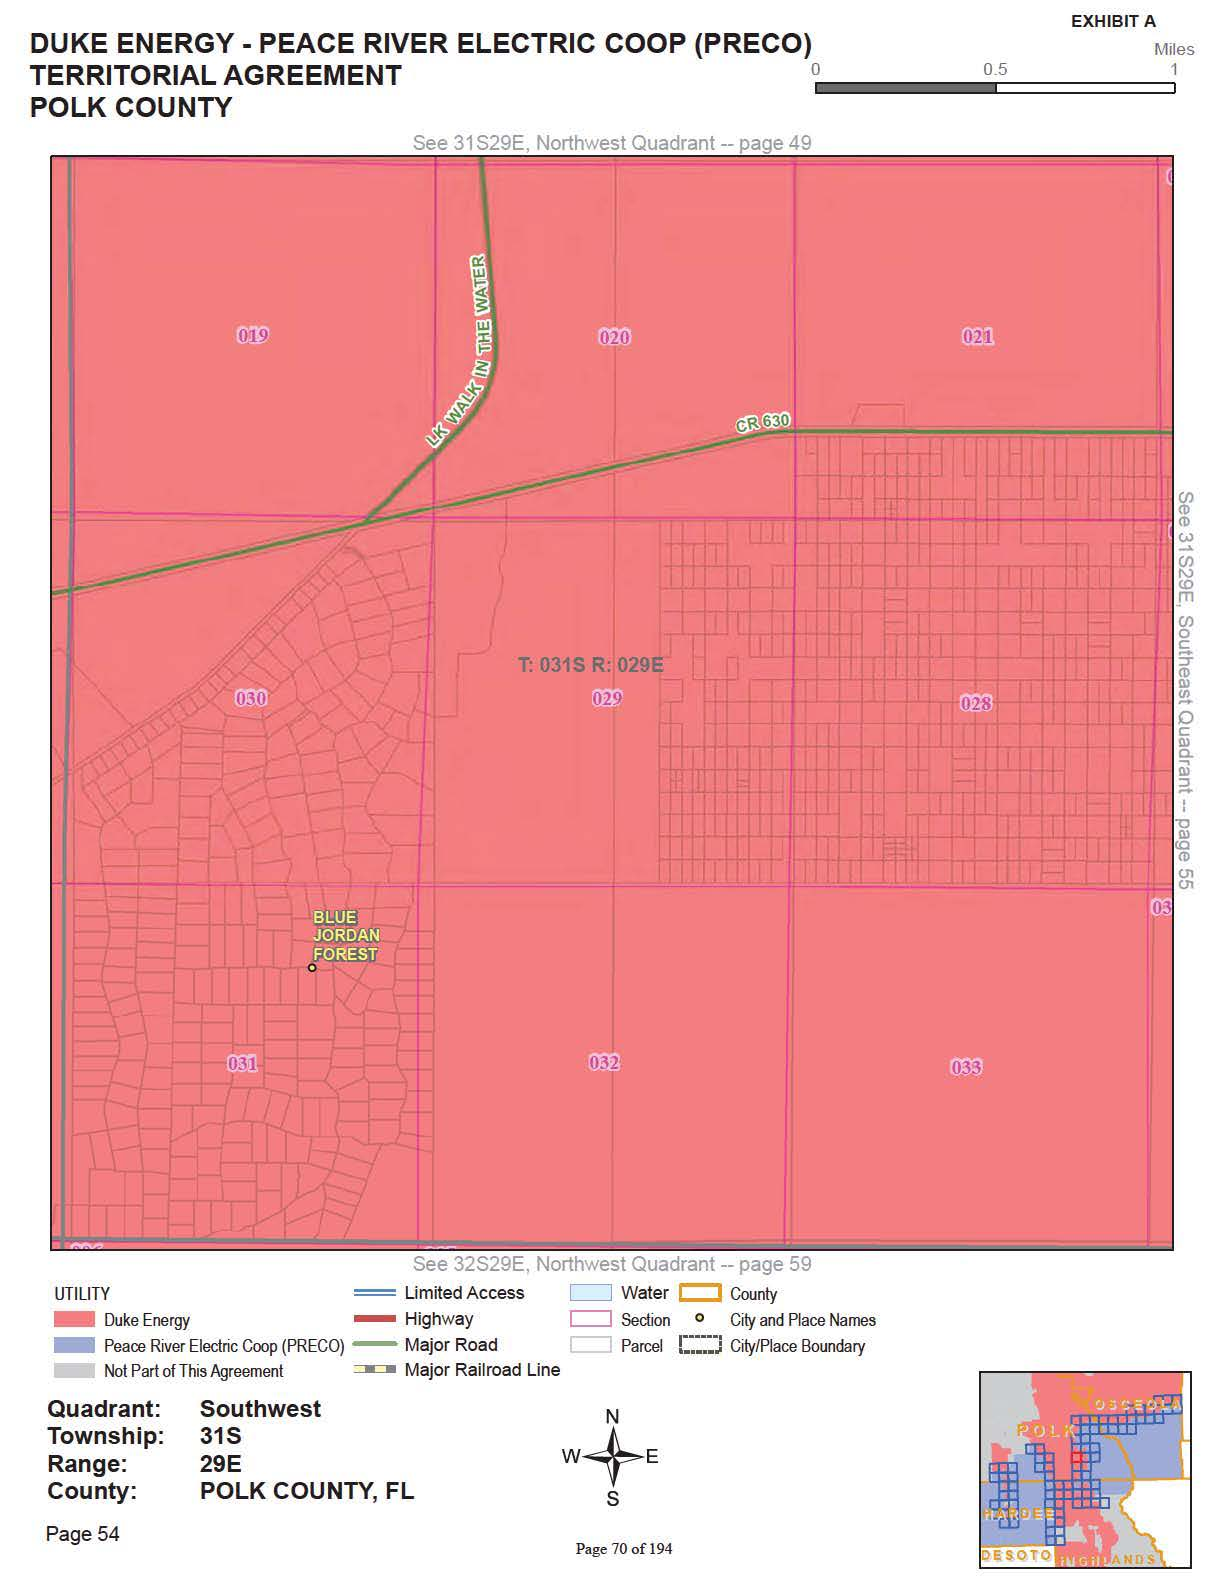 EXHIBIT A
DUKE ENERGY - PEACE RIVER ELECTRIC COOP (PRECO)
TERRITORIAL AGREEMENT
POLK COUNTY
Miles
0 0.5 1
See 31S29E, Northwest Quadrant -- page 49
019
020
021
LK WALK IN THE WATER
CR 630
See 31S29E, Southeast Quadrant -- page 55
T: 031S R: 029E
030
029
028
03
BLUE
JORDAN
FOREST
031
032
033
See 32S29E, Northwest Quadrant -- page 59
UTILITY
Duke Energy
Peace River Electric Coop (PRECO)
Not Part of This Agreement
Limited Access
Highway
Major Road
Major Railroad Line
Water
Section
Parcel
County
City and Place Names
City/Place Boundary
Quadrant: Southwest
Township: 31S
Range: 29E
County: POLK COUNTY, FL
Page 54
N
W E
S
Page 70 of 194
OSCEOLA
POLK
HARDEE
DESOTO
HIGHLANDS